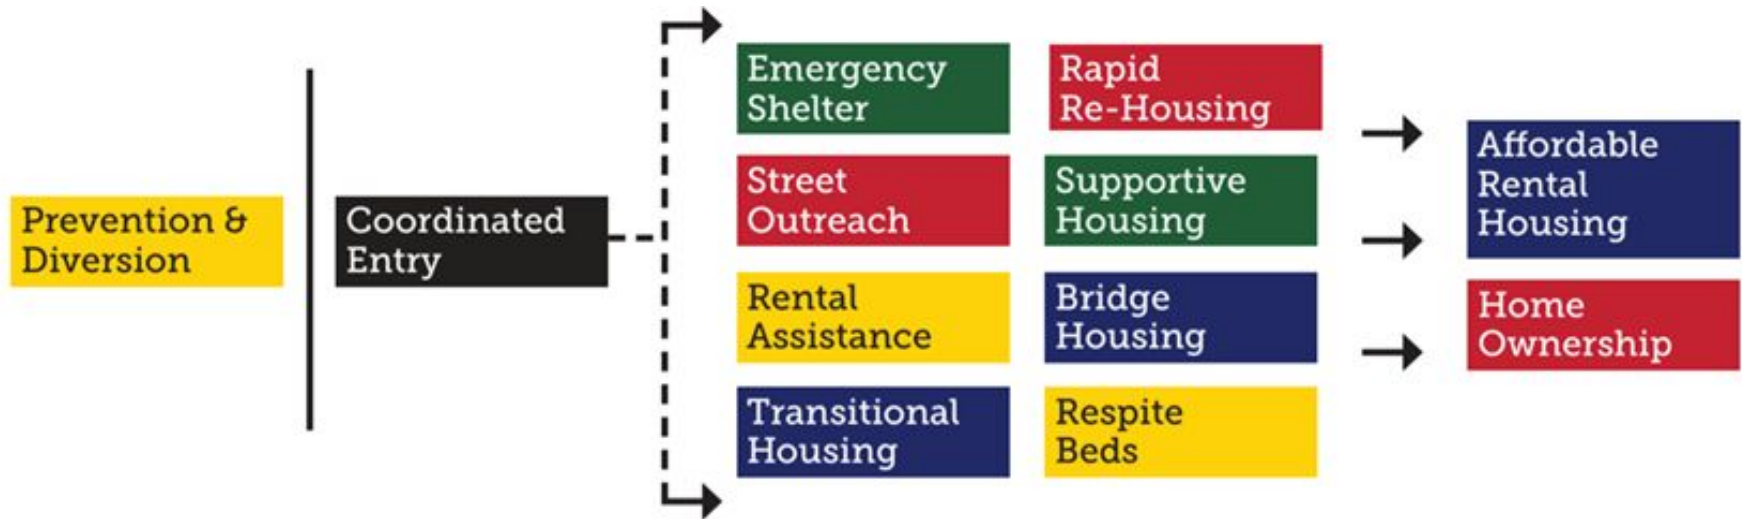 Prevention &
Diversion
Coordinated
Entry
Emergency
Shelter
Rapid
Re-Housing
Street
Outreach
Supportive
Housing
Rental
Assistance
Bridge
Housing
Transitional
Housing
Respite
Beds
Affordable
Rental
Housing
Home
Ownership